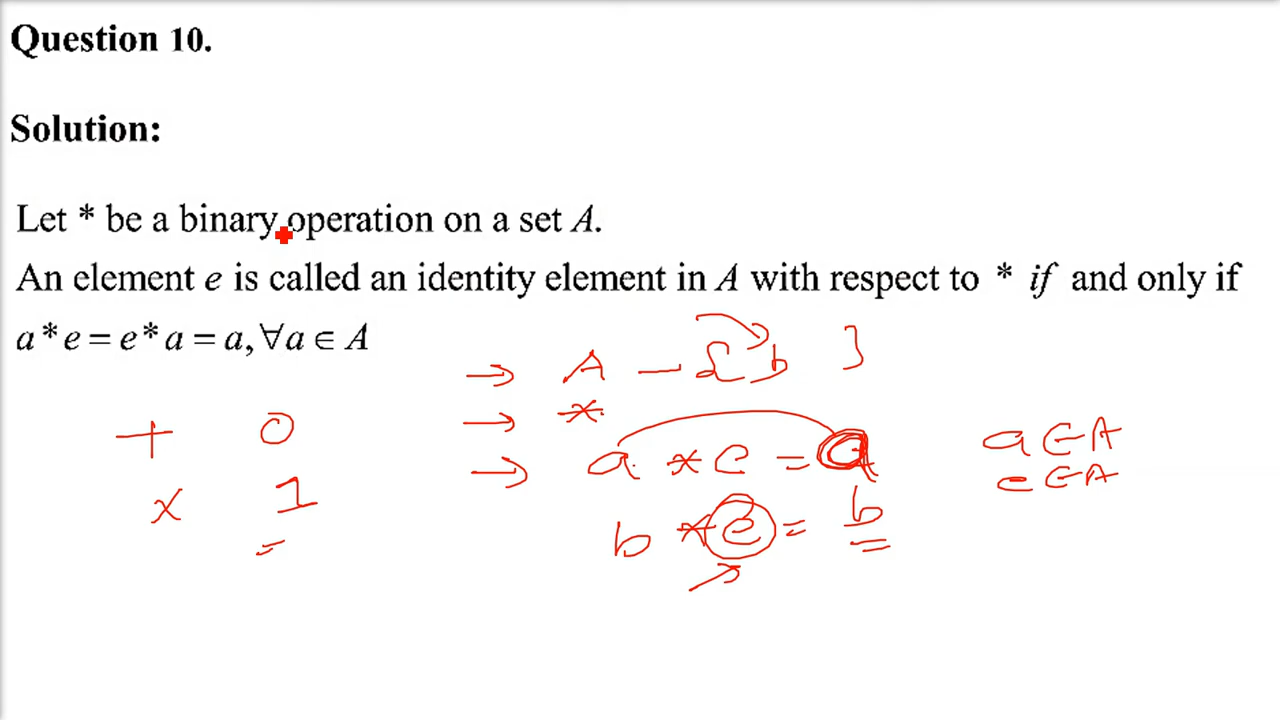 Question 10.
Solution:
Let * be a binary operation on a set A.
An element e is called an identity element in A with respect to * if and only if
a * e = e * a = a, ∀a ∈ A
→ A - { b }
→ *
+ 0
→ a * e = a
a ∈ A
e ∈ A
× 1
b * e = b